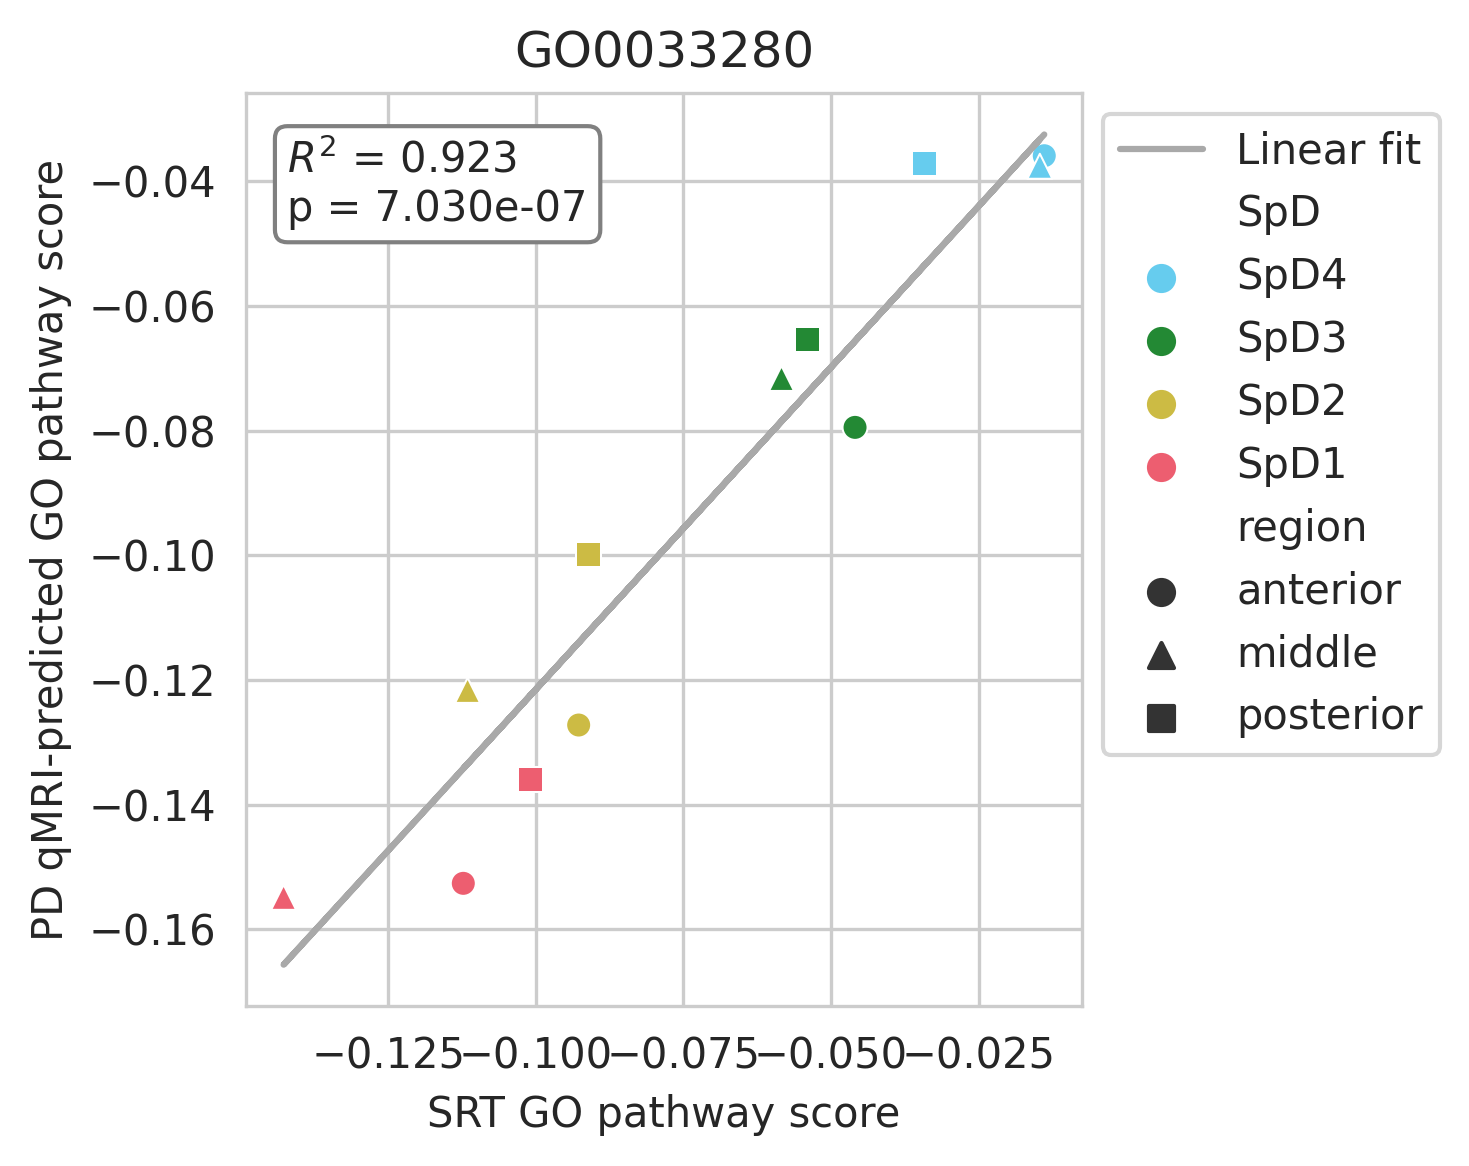 GO0033280
R² = 0.923
p = 7.030e-07
PD qMRI-predicted GO pathway score
−0.04
−0.06
−0.08
−0.10
−0.12
−0.14
−0.16
−0.125 −0.100 −0.075 −0.050 −0.025
SRT GO pathway score
Linear fit
SpD
SpD4
SpD3
SpD2
SpD1
region
anterior
middle
posterior